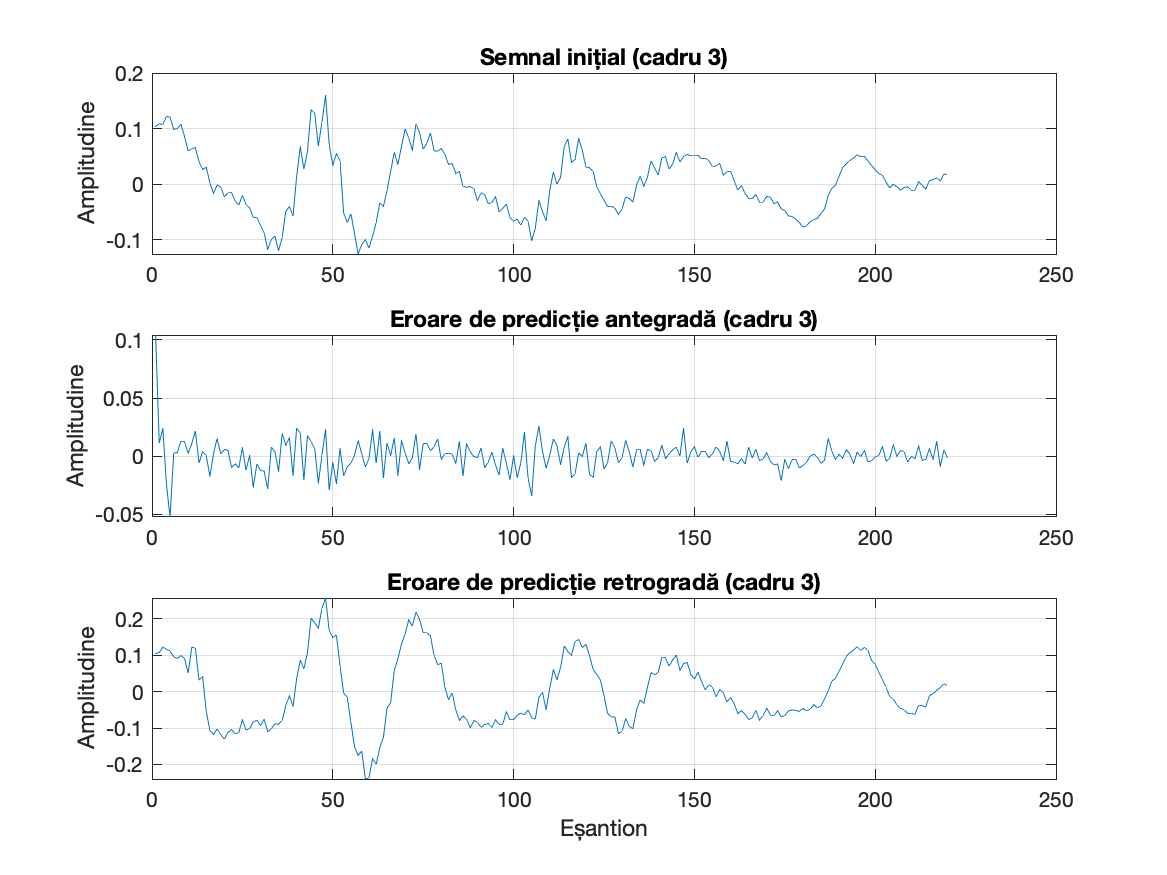 Semnal inițial (cadru 3)
Amplitudine
0.2
0.1
0
-0.1
0 50 100 150 200 250
Eroare de predicție antegradă (cadru 3)
Amplitudine
0.1
0.05
0
-0.05
0 50 100 150 200 250
Eroare de predicție retrogradă (cadru 3)
Amplitudine
0.2
0.1
0
-0.1
-0.2
0 50 100 150 200 250
Eșantion